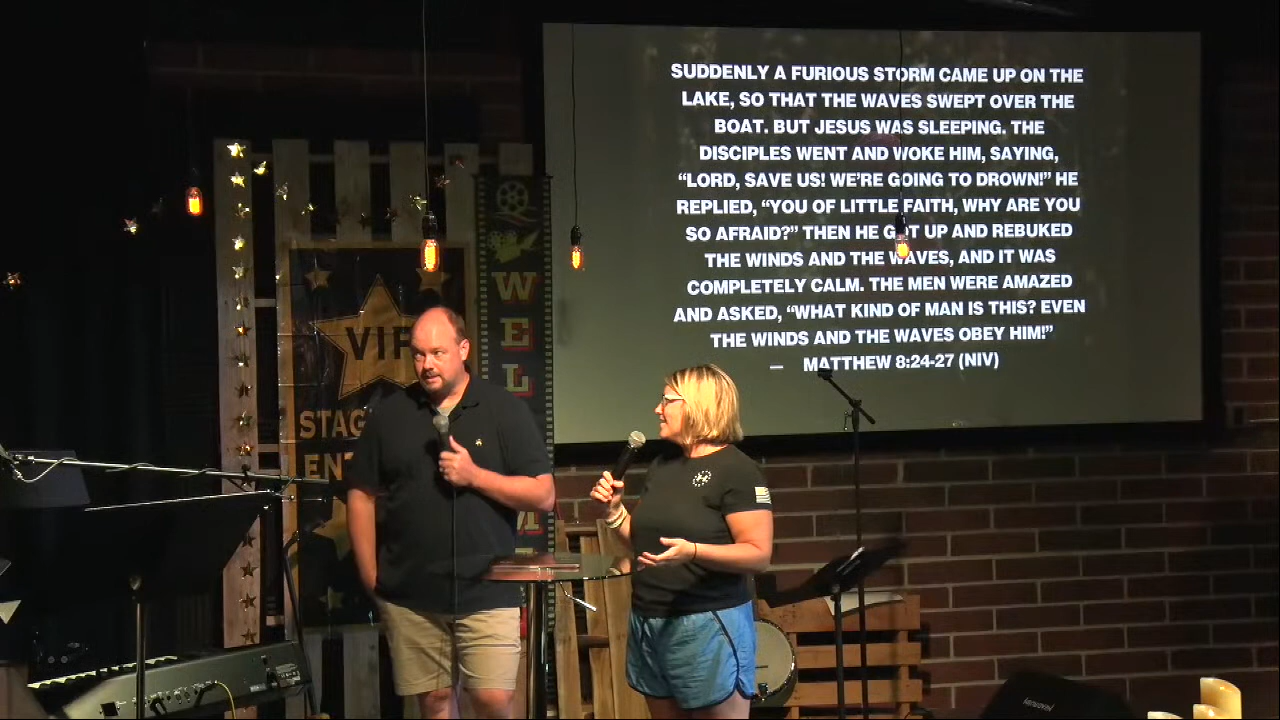 SUDDENLY A FURIOUS STORM CAME UP ON THE
LAKE, SO THAT THE WAVES SWEPT OVER THE
BOAT. BUT JESUS WAS SLEEPING. THE
DISCIPLES WENT AND WOKE HIM, SAYING,
“LORD, SAVE US! WE’RE GOING TO DROWN!” HE
REPLIED, “YOU OF LITTLE FAITH, WHY ARE YOU
SO AFRAID?” THEN HE GOT UP AND REBUKED
THE WINDS AND THE WAVES, AND IT WAS
COMPLETELY CALM. THE MEN WERE AMAZED
AND ASKED, “WHAT KIND OF MAN IS THIS? EVEN
THE WINDS AND THE WAVES OBEY HIM!”
— MATTHEW 8:24-27 (NIV)
VIP
STAG
ENT
W
E
L
M